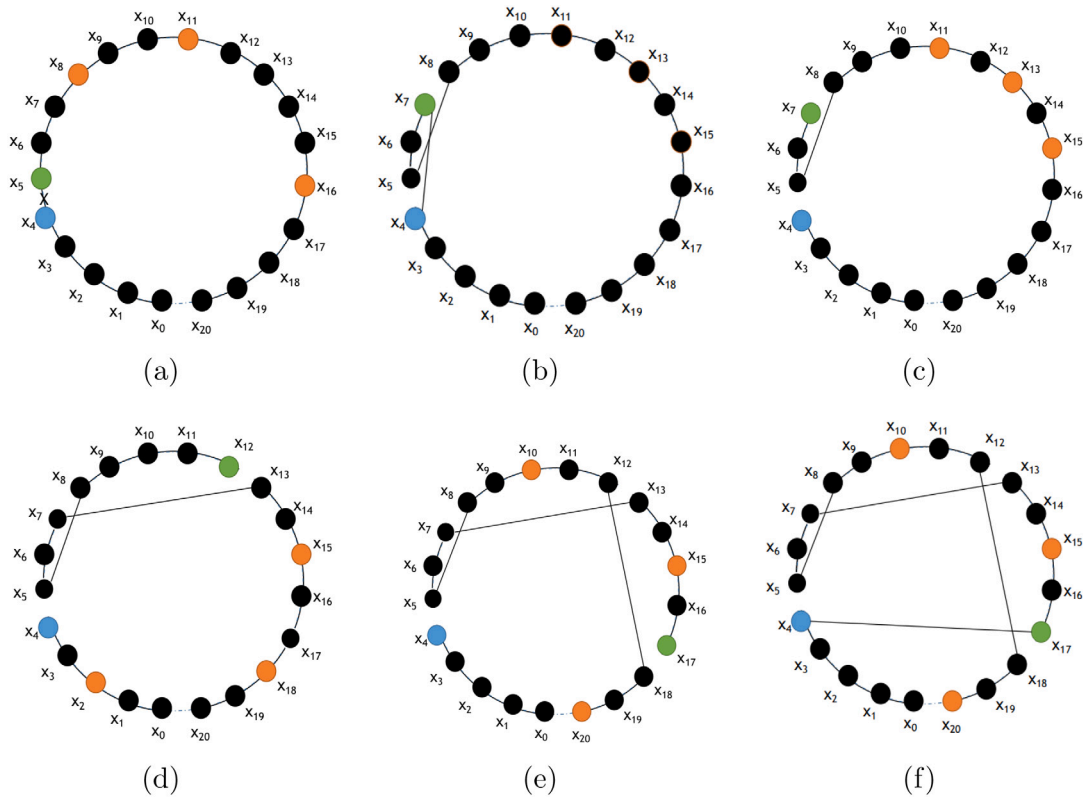 x₁₀ x₁₁
x₉ x₁₂
x₈ x₁₃
x₇ x₁₄
x₆ x₁₅
x₅ x₁₆
x
x₄ x₁₇
x₃ x₁₈
x₂ x₁₉
x₁ x₀ x₂₀
(a)
x₁₀ x₁₁
x₉ x₁₂
x₈ x₁₃
x₇ x₁₄
x₆ x₁₅
x₅ x₁₆
x₄ x₁₇
x₃ x₁₈
x₂ x₁₉
x₁ x₀ x₂₀
(b)
x₁₀ x₁₁
x₉ x₁₂
x₈ x₁₃
x₇ x₁₄
x₆ x₁₅
x₅ x₁₆
x₄ x₁₇
x₃ x₁₈
x₂ x₁₉
x₁ x₀ x₂₀
(c)
x₁₀ x₁₁ x₁₂
x₉ x₁₃
x₈ x₁₄
x₇ x₁₅
x₆ x₁₆
x₅ x₁₇
x₄ x₁₈
x₃ x₁₉
x₂
x₁ x₀ x₂₀
(d)
x₁₀ x₁₁ x₁₂
x₉ x₁₃
x₈ x₁₄
x₇ x₁₅
x₆ x₁₆
x₅ x₁₇
x₄ x₁₈
x₃ x₁₉
x₂
x₁ x₀ x₂₀
(e)
x₁₀ x₁₁ x₁₂
x₉ x₁₃
x₈ x₁₄
x₇ x₁₅
x₆ x₁₆
x₅ x₁₇
x₄ x₁₈
x₃ x₁₉
x₂
x₁ x₀ x₂₀
(f)